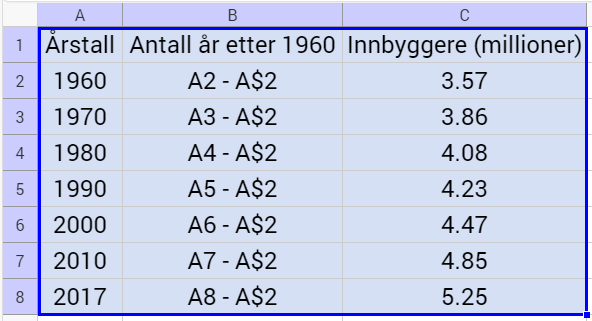 A B C
1 Årstall Antall år etter 1960 Innbyggere (millioner)
2 1960 A2 - A$2 3.57
3 1970 A3 - A$2 3.86
4 1980 A4 - A$2 4.08
5 1990 A5 - A$2 4.23
6 2000 A6 - A$2 4.47
7 2010 A7 - A$2 4.85
8 2017 A8 - A$2 5.25